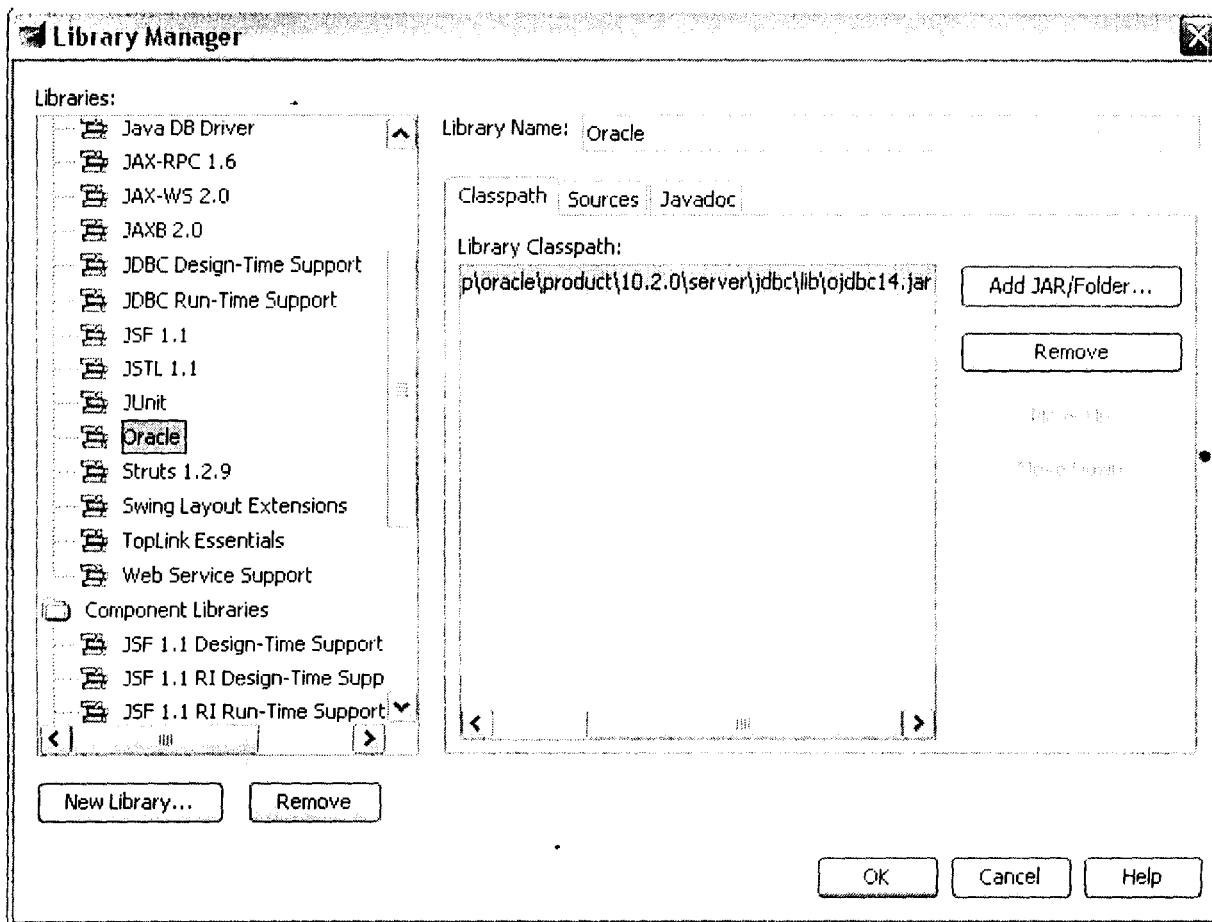 Library Manager
Libraries:
Java DB Driver
JAX-RPC 1.6
JAX-WS 2.0
JAXB 2.0
JDBC Design-Time Support
JDBC Run-Time Support
JSF 1.1
JSTL 1.1
JUnit
Oracle
Struts 1.2.9
Swing Layout Extensions
TopLink Essentials
Web Service Support
Component Libraries
JSF 1.1 Design-Time Support
JSF 1.1 RI Design-Time Supp
JSF 1.1 RI Run-Time Support
New Library...
Remove
Library Name: Oracle
Classpath Sources Javadoc
Library Classpath:
p\oracle\product\10.2.0\server\jdbc\lib\ojdbc14.jar
Add JAR/Folder...
Remove
Move Down
OK Cancel Help